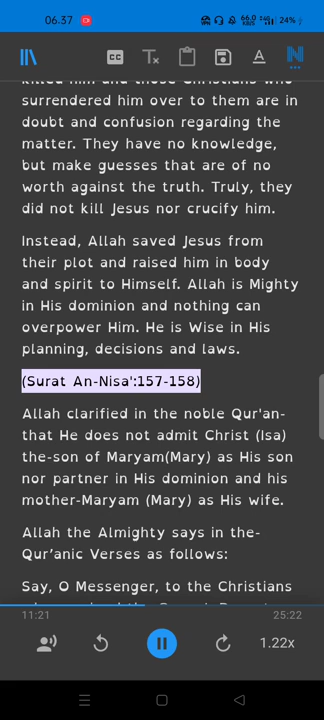 06.37
66.0
KB/S
24%
CC
killed him and those Christians who
surrendered him over to them are in
doubt and confusion regarding the
matter. They have no knowledge,
but make guesses that are of no
worth against the truth. Truly, they
did not kill Jesus nor crucify him.
Instead, Allah saved Jesus from
their plot and raised him in body
and spirit to Himself. Allah is Mighty
in His dominion and nothing can
overpower Him. He is Wise in His
planning, decisions and laws.
(Surat An-Nisa':157-158)
Allah clarified in the noble Qur'an-
that He does not admit Christ (Isa)
the-son of Maryam(Mary) as His son
nor partner in His dominion and his
mother-Maryam (Mary) as His wife.
Allah the Almighty says in the-
Qur’anic Verses as follows:
Say, O Messenger, to the Christians
11:21
25:22
1.22x